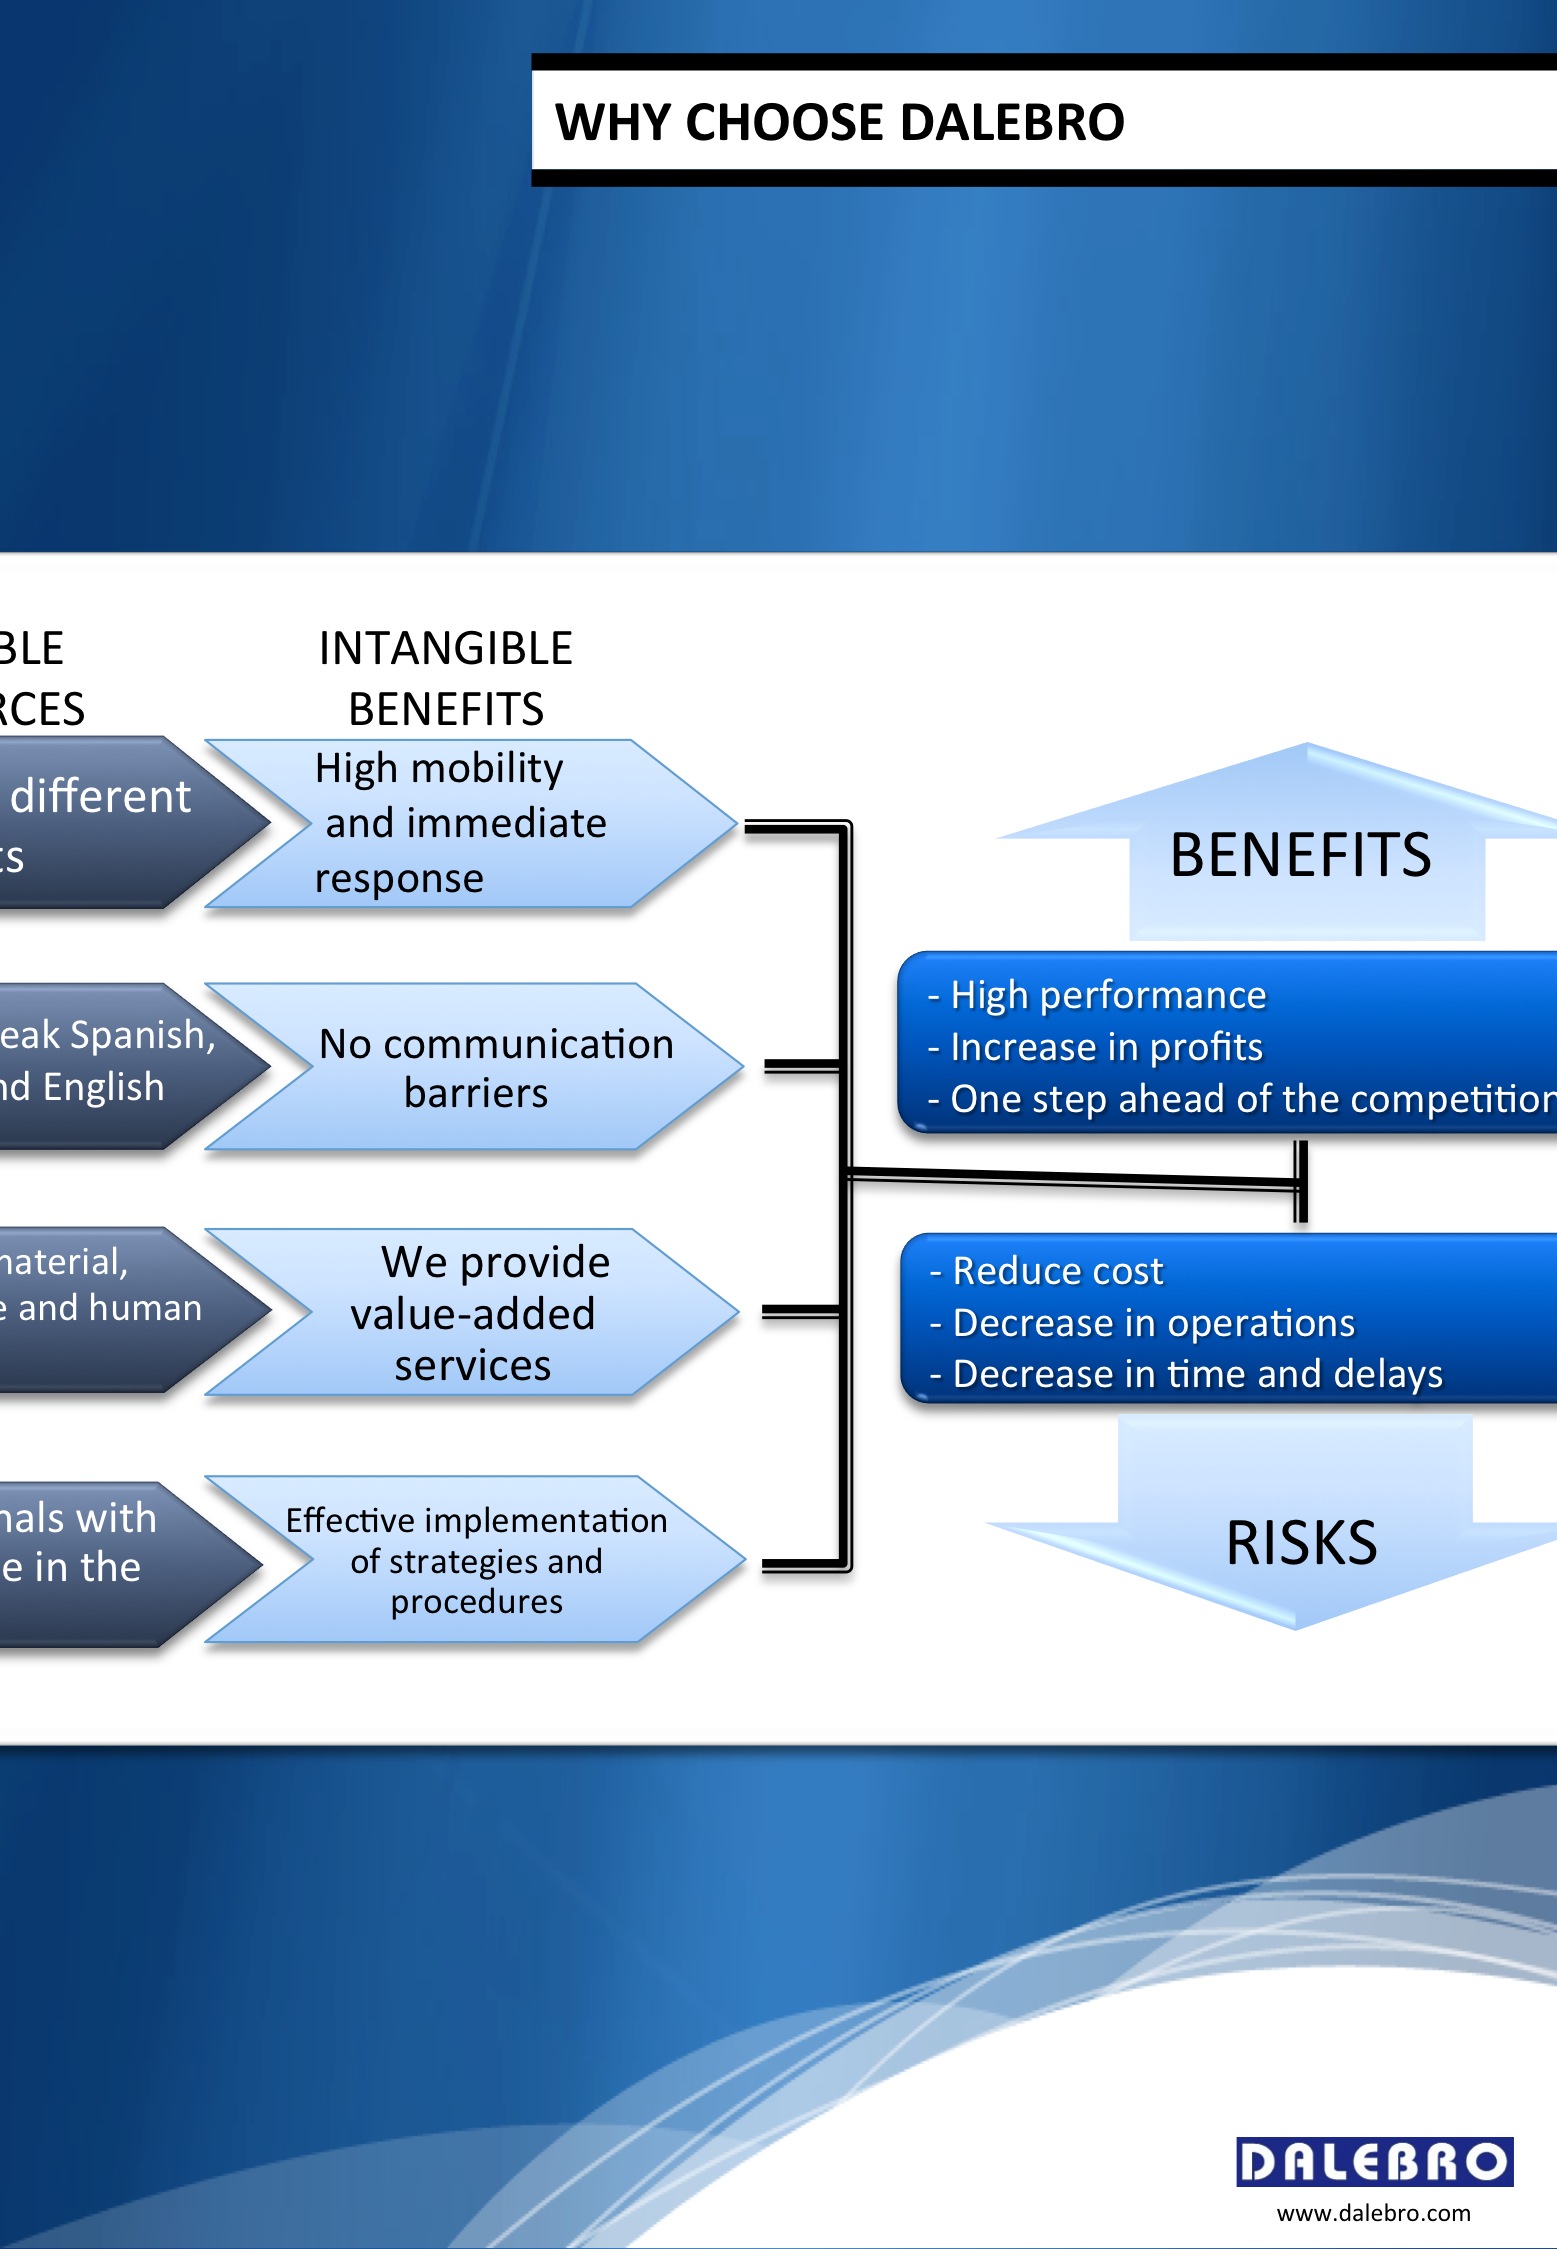 WHY CHOOSE DALEBRO
BLE
RCES
different
ts
eak Spanish,
nd English
naterial,
e and human
nals with
e in the
INTANGIBLE
BENEFITS
High mobility
and immediate
response
No communication
barriers
We provide
value-added
services
Effective implementation
of strategies and
procedures
BENEFITS
- High performance
- Increase in profits
- One step ahead of the competition
- Reduce cost
- Decrease in operations
- Decrease in time and delays
RISKS
DALEBRO
www.dalebro.com